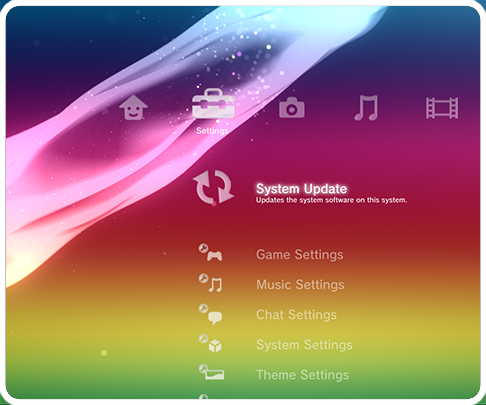 Settings
System Update
Updates the system software on this system.
Game Settings
Music Settings
Chat Settings
System Settings
Theme Settings